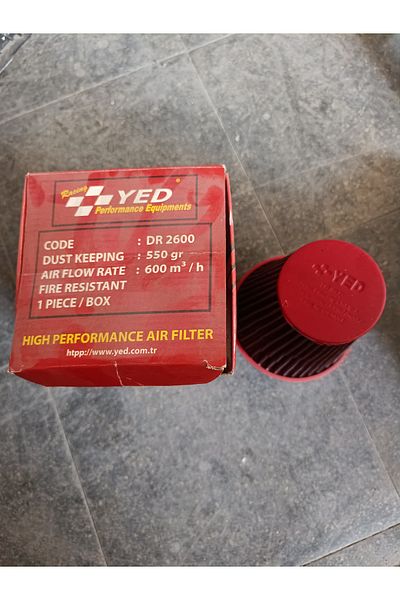 Racing
YED
Performance Equipments
CODE : DR 2600
DUST KEEPING : 550 gr
AIR FLOW RATE : 600 m³ / h
FIRE RESISTANT
1 PIECE / BOX
HIGH PERFORMANCE AIR FILTER
htpp://www.yed.com.tr
YED